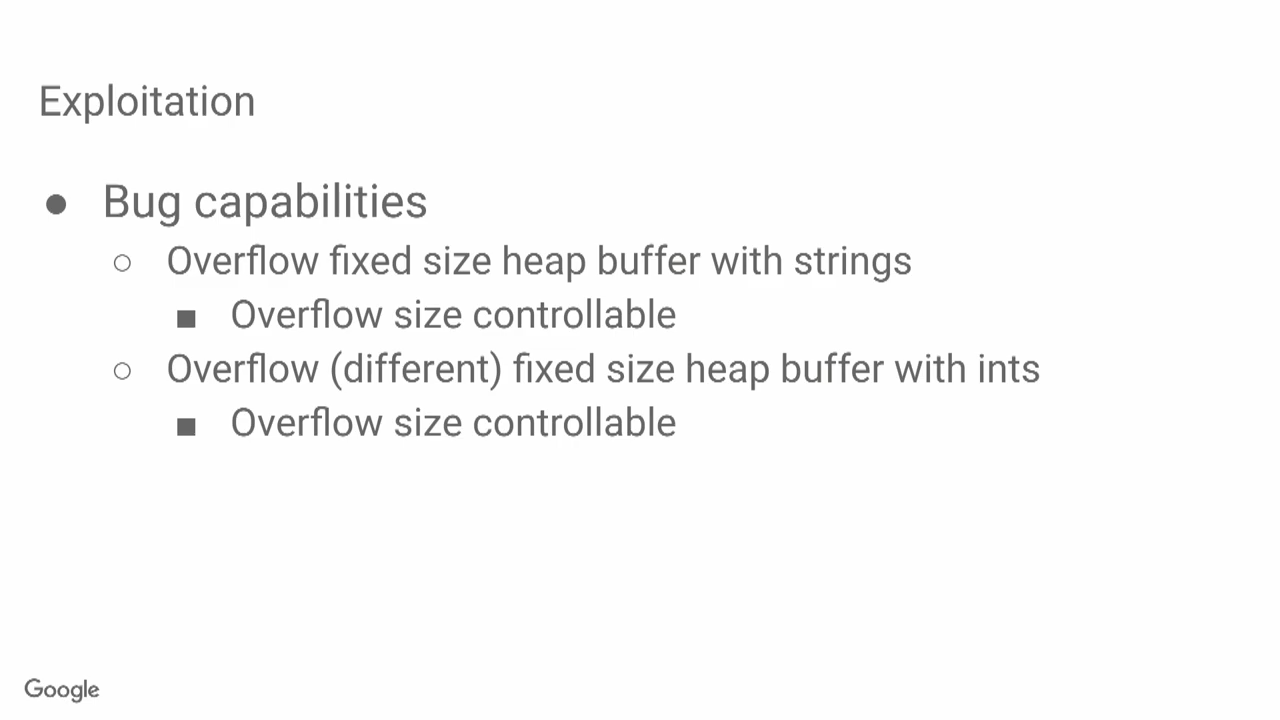 Exploitation
● Bug capabilities
○ Overflow fixed size heap buffer with strings
■ Overflow size controllable
○ Overflow (different) fixed size heap buffer with ints
■ Overflow size controllable
Google